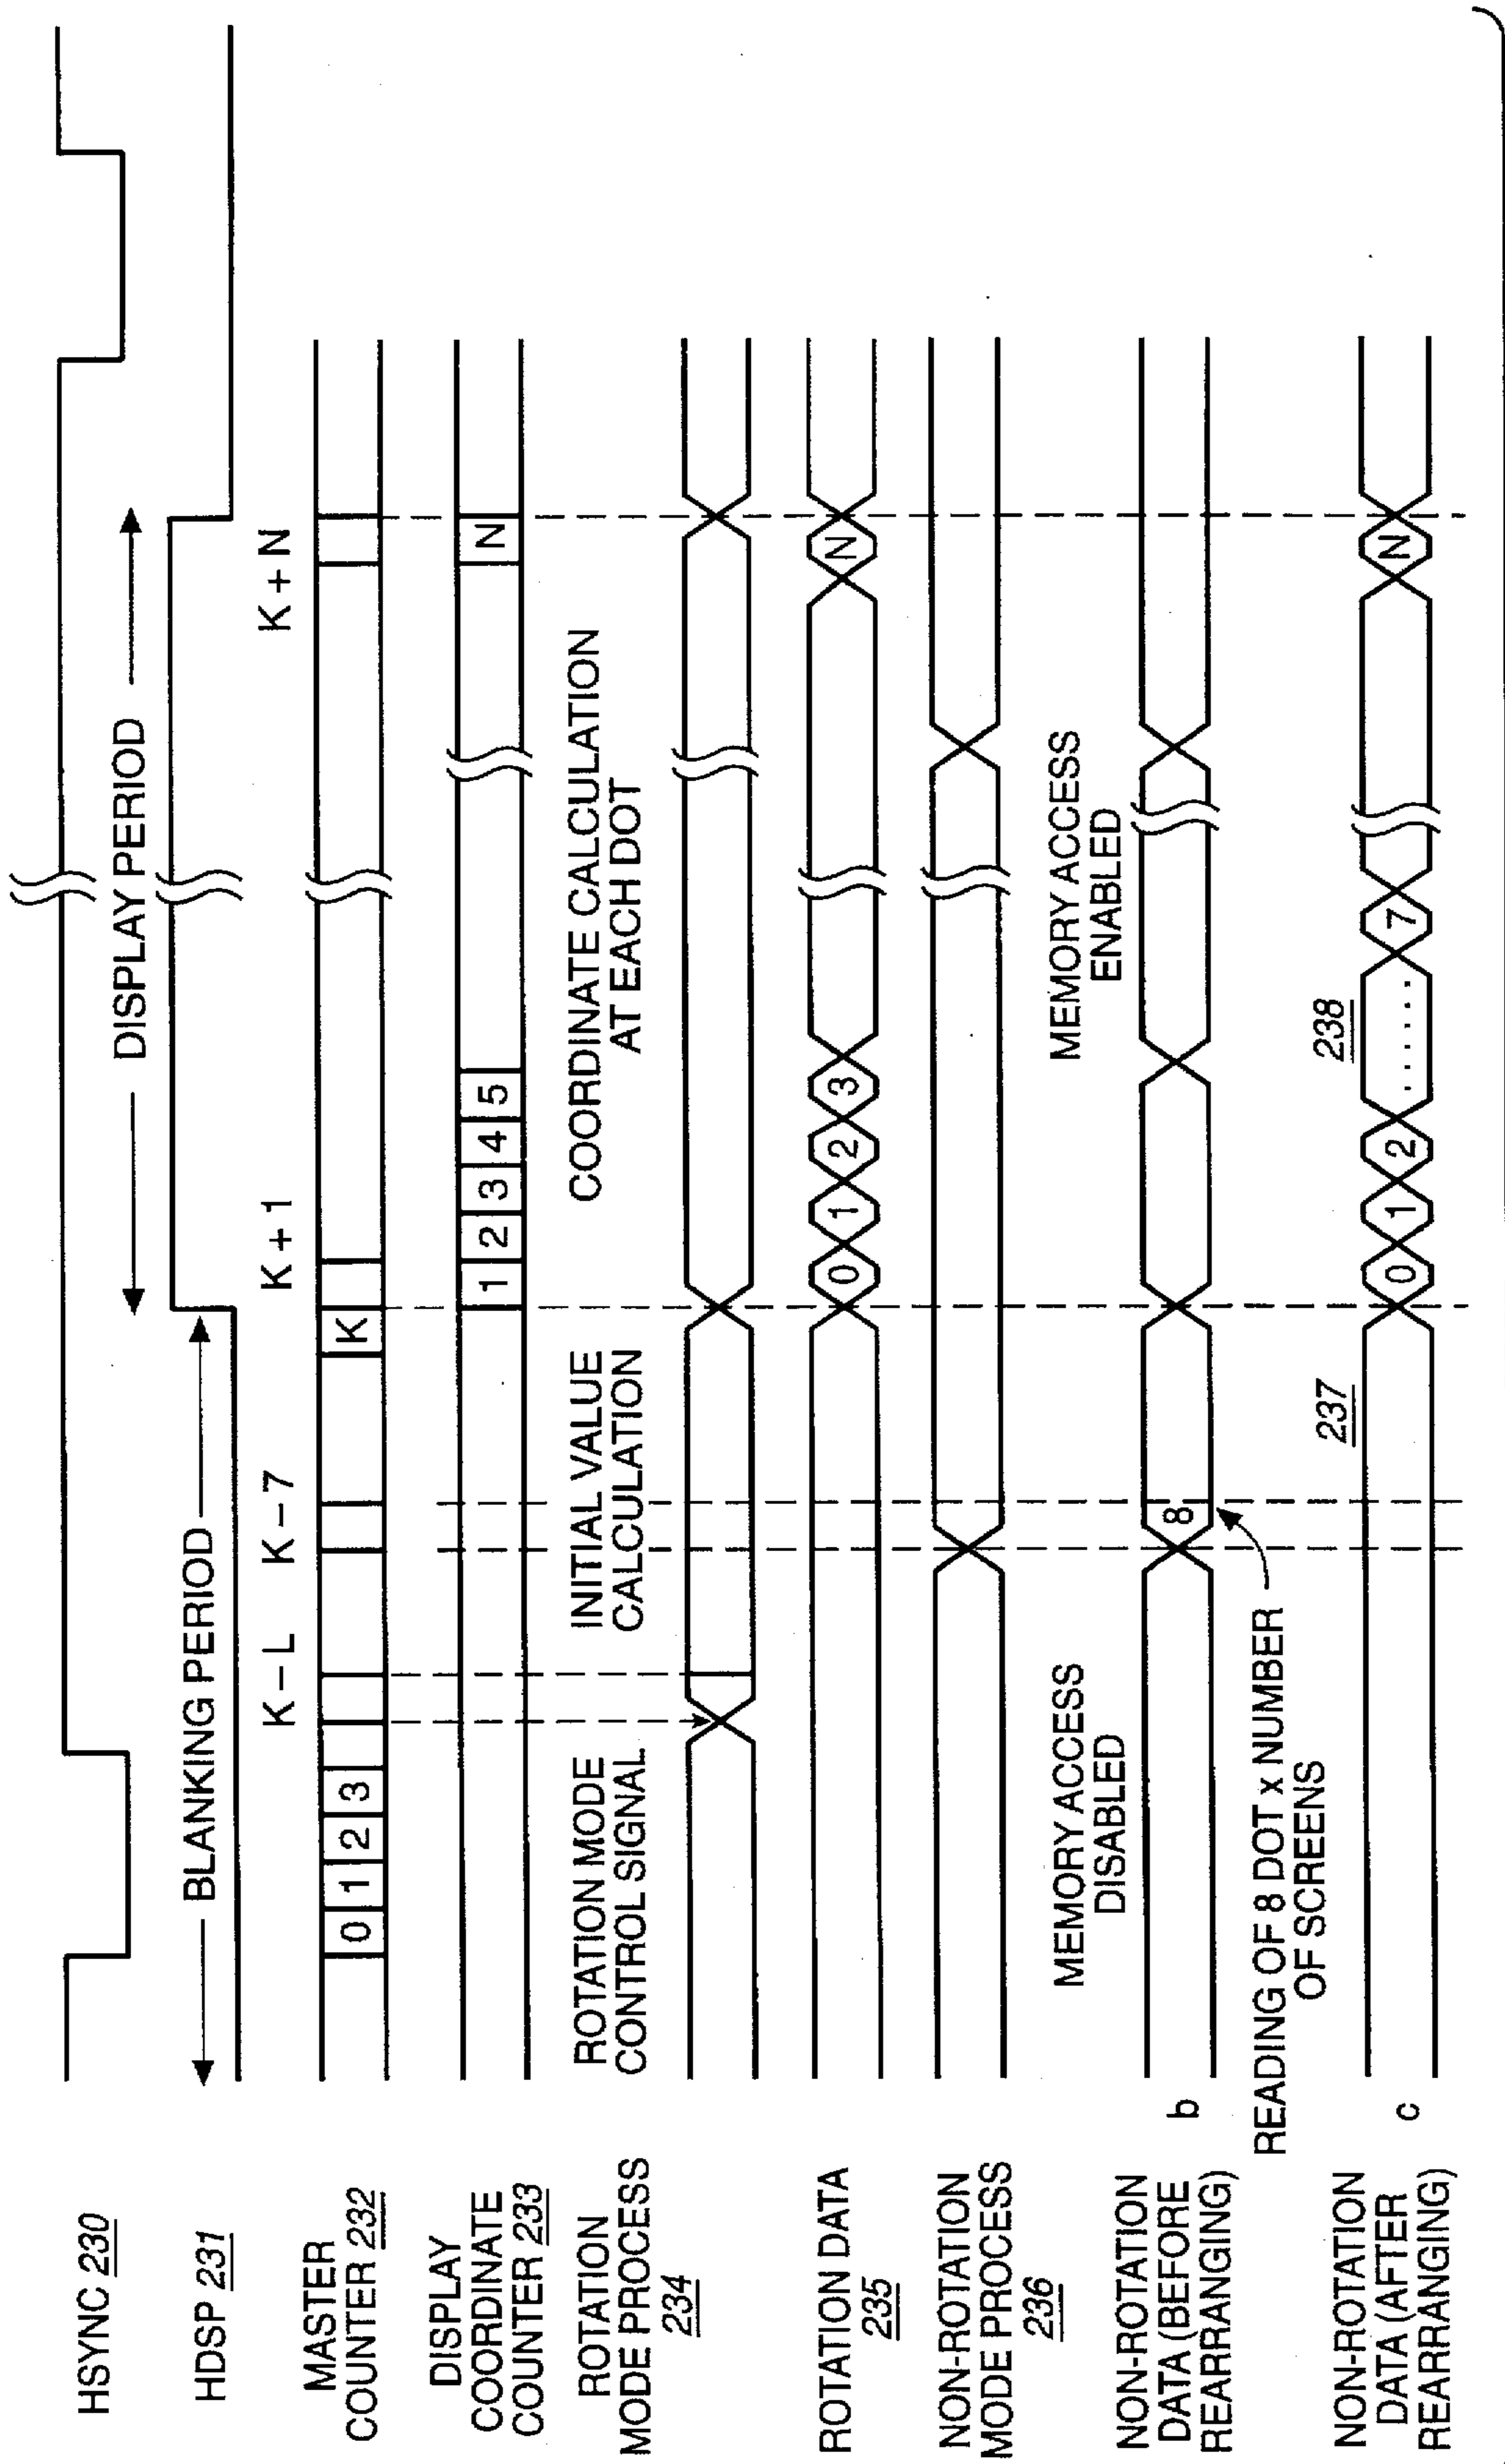 HSYNC 230
HDSP 231
BLANKING PERIOD
DISPLAY PERIOD
MASTER
COUNTER 232
0 1 2 3
K – L
K – 7
K
K + 1
K + N
DISPLAY
COORDINATE
COUNTER 233
1 2 3 4 5
N
ROTATION
MODE PROCESS
234
ROTATION MODE
CONTROL SIGNAL
INITIAL VALUE
CALCULATION
COORDINATE CALCULATION
AT EACH DOT
ROTATION DATA
235
0 1 2 3
N
NON-ROTATION
MODE PROCESS
236
MEMORY ACCESS
DISABLED
MEMORY ACCESS
ENABLED
NON-ROTATION
DATA (BEFORE
REARRANGING)
b
8
READING OF 8 DOT x NUMBER
OF SCREENS
237
238
NON-ROTATION
DATA (AFTER
REARRANGING)
c
0 1 2 ...... 7
N